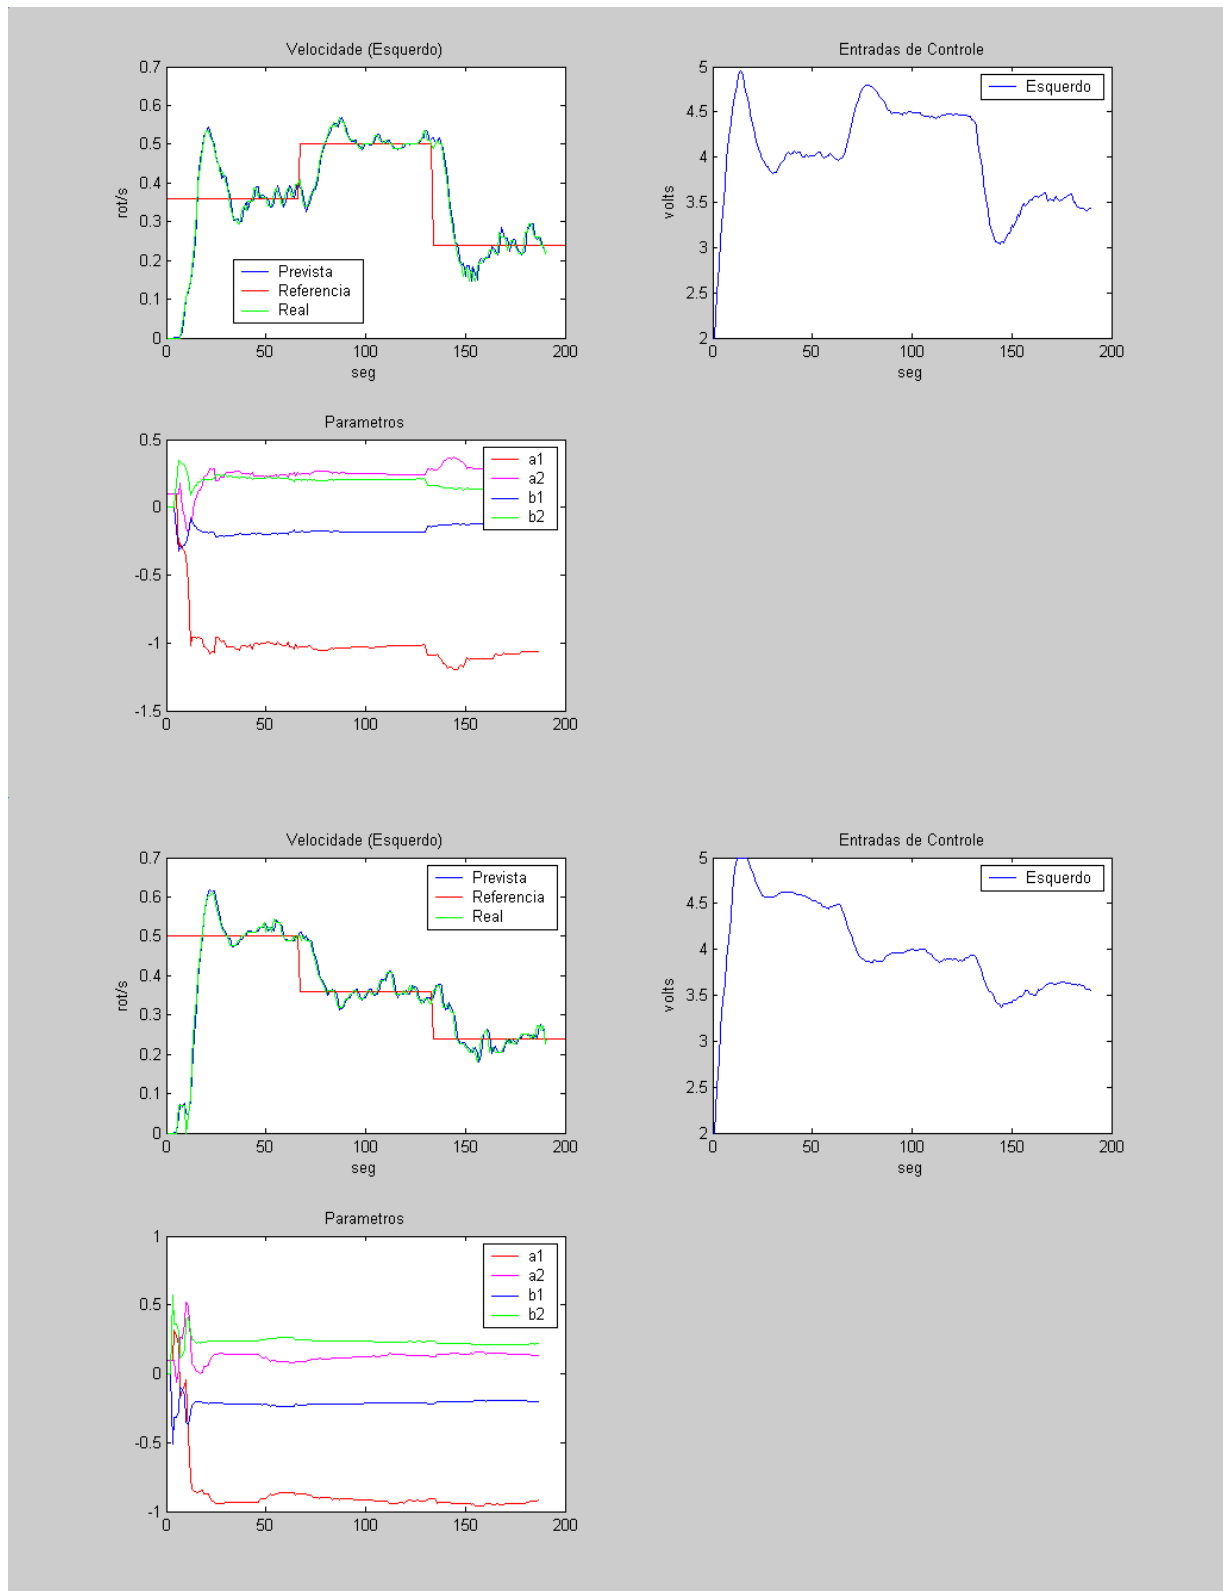 Velocidade (Esquerdo)
0.7
0.6
0.5
0.4
0.3
0.2
0.1
0
rot/s
Prevista
Referencia
Real
0 50 100 150 200
seg
Entradas de Controle
5
4.5
4
3.5
3
2.5
2
volts
Esquerdo
0 50 100 150 200
seg
Parametros
0.5
0
-0.5
-1
-1.5
a1
a2
b1
b2
0 50 100 150 200
Velocidade (Esquerdo)
0.7
0.6
0.5
0.4
0.3
0.2
0.1
0
rot/s
Prevista
Referencia
Real
0 50 100 150 200
seg
Entradas de Controle
5
4.5
4
3.5
3
2.5
2
volts
Esquerdo
0 50 100 150 200
seg
Parametros
1
0.5
0
-0.5
-1
a1
a2
b1
b2
0 50 100 150 200